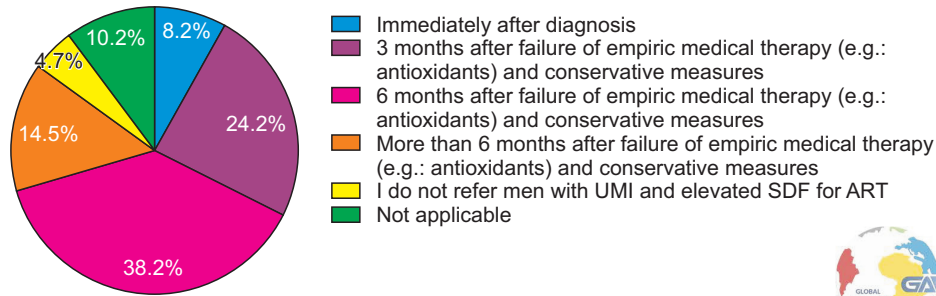 10.2%
8.2%
4.7%
24.2%
14.5%
38.2%
Immediately after diagnosis
3 months after failure of empiric medical therapy (e.g.:
antioxidants) and conservative measures
6 months after failure of empiric medical therapy (e.g.:
antioxidants) and conservative measures
More than 6 months after failure of empiric medical therapy
(e.g.: antioxidants) and conservative measures
I do not refer men with UMI and elevated SDF for ART
Not applicable
GLOBAL